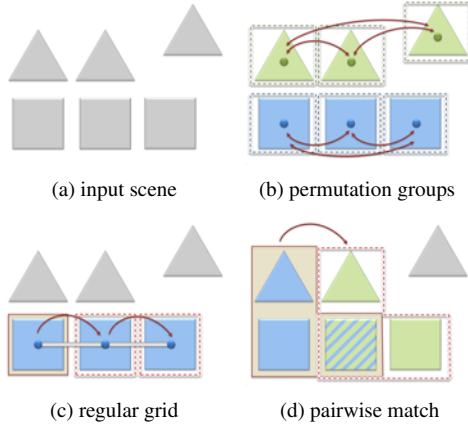 (a) input scene
(b) permutation groups
(c) regular grid
(d) pairwise match